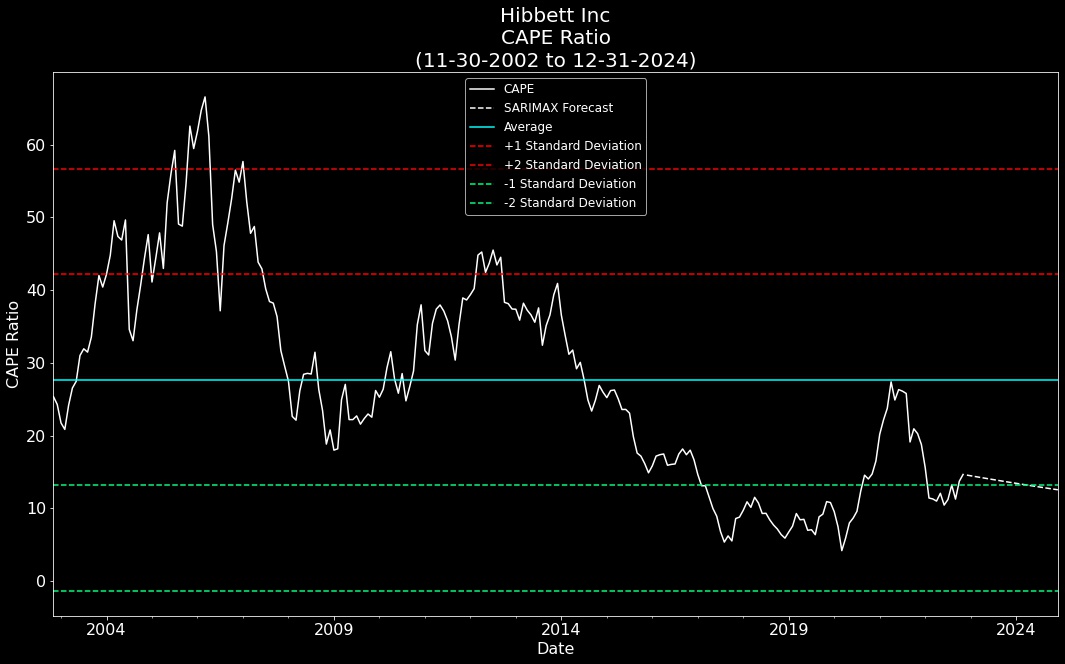 Hibbett Inc
CAPE Ratio
(11-30-2002 to 12-31-2024)
CAPE
SARIMAX Forecast
Average
+1 Standard Deviation
+2 Standard Deviation
-1 Standard Deviation
-2 Standard Deviation
CAPE Ratio
60
50
40
30
20
10
0
2004
2009
2014
2019
2024
Date